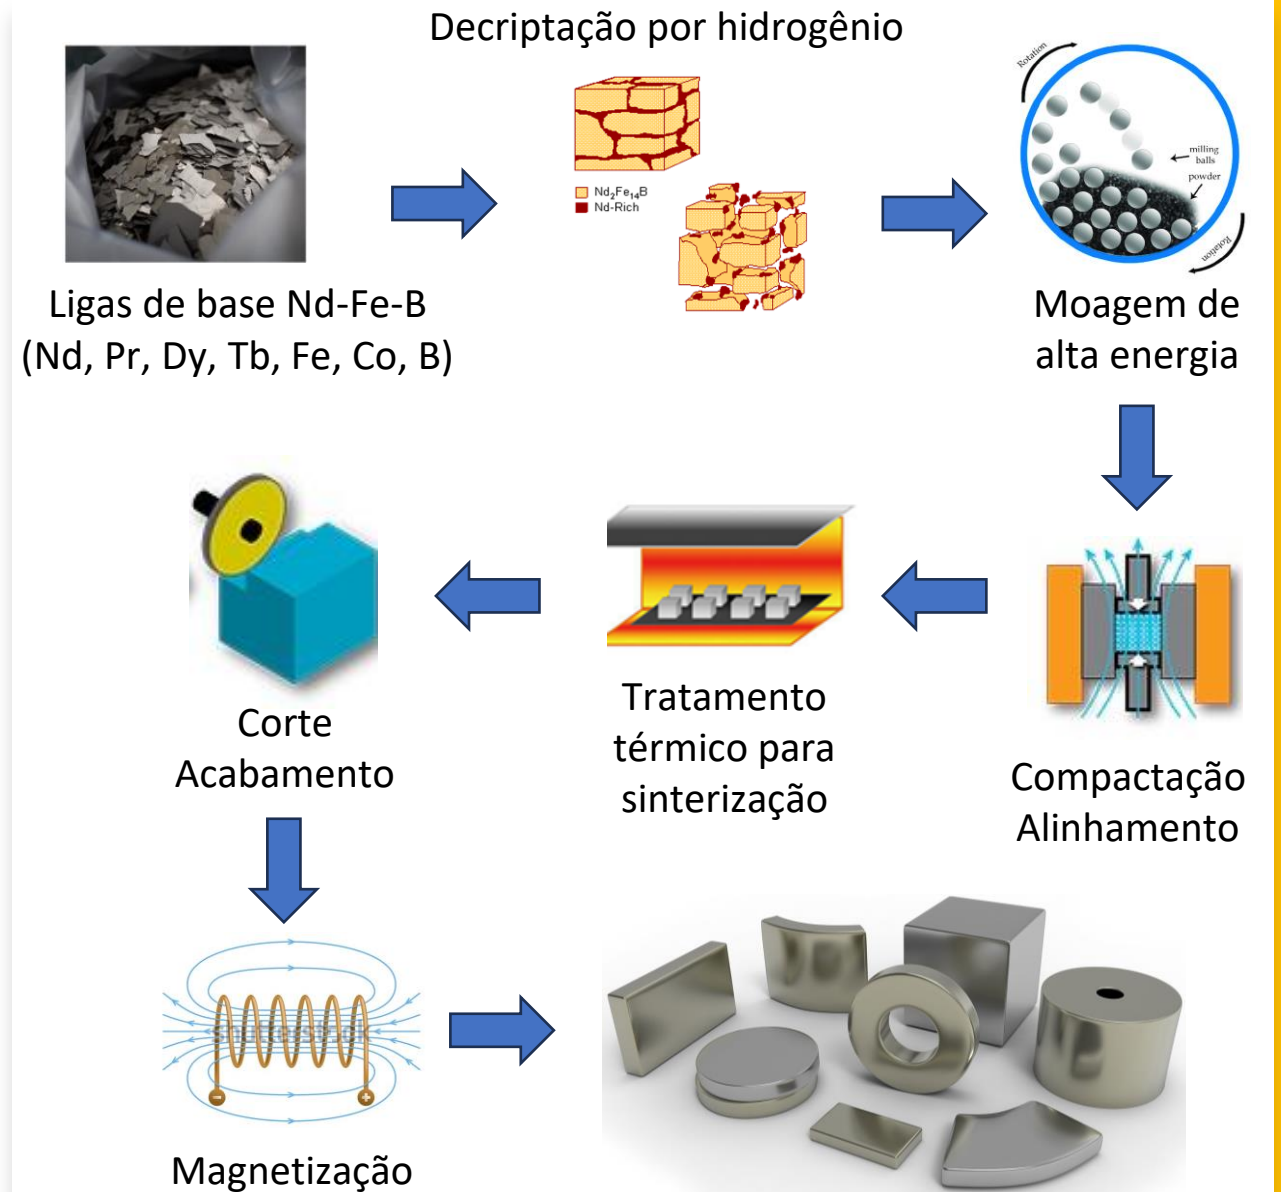 Decriptação por hidrogênio
Rotation
milling
balls
powder
Rotation
Nd₂Fe₁₄B
Nd-Rich
Ligas de base Nd-Fe-B
(Nd, Pr, Dy, Tb, Fe, Co, B)
Moagem de
alta energia
Corte
Acabamento
Tratamento
térmico para
sinterização
Compactação
Alinhamento
shutterstock
Magnetização